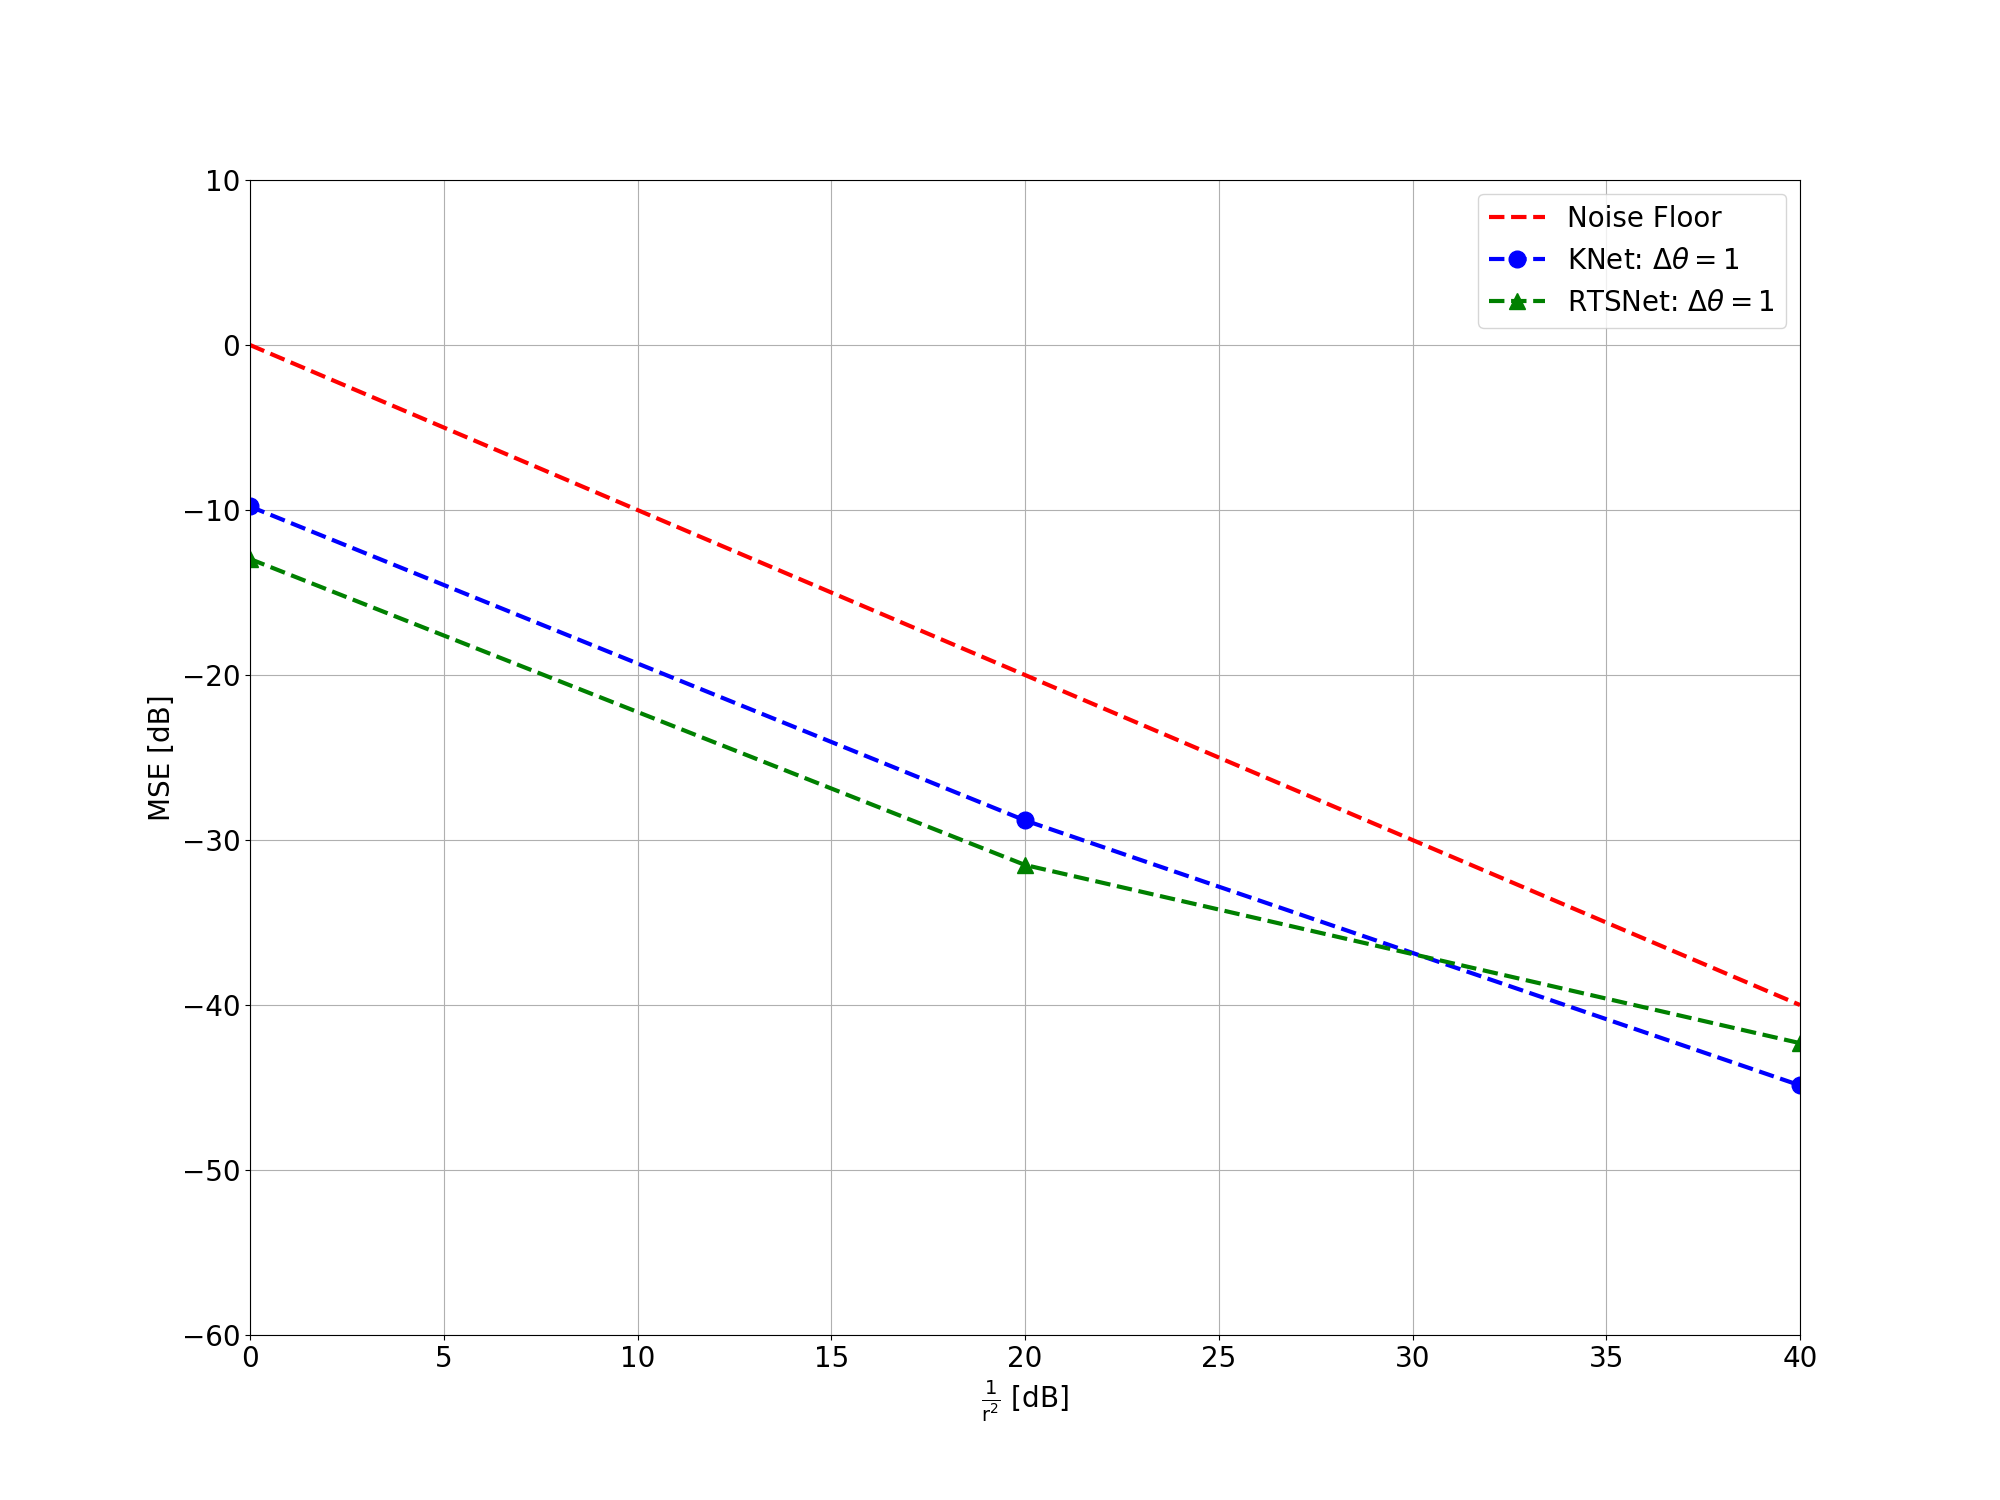 10
0
−10
−20
−30
−40
−50
−60
MSE [dB]
Noise Floor
KNet: Δθ = 1
RTSNet: Δθ = 1
0 5 10 15 20 25 30 35 40
1/r² [dB]